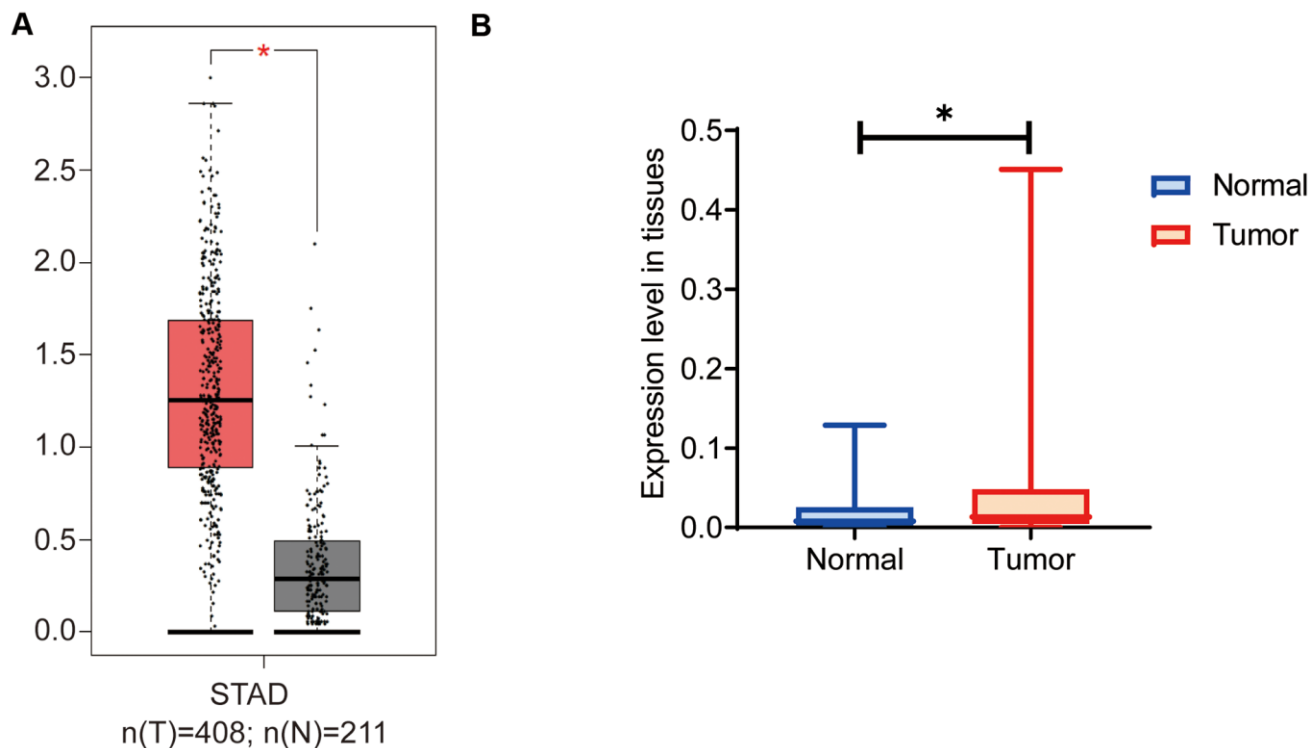 A
*
3.0
2.5
2.0
1.5
1.0
0.5
0.0
STAD
n(T)=408; n(N)=211
B
*
Expression level in tissues
0.5
0.4
0.3
0.2
0.1
0.0
Normal
Tumor
Normal
Tumor